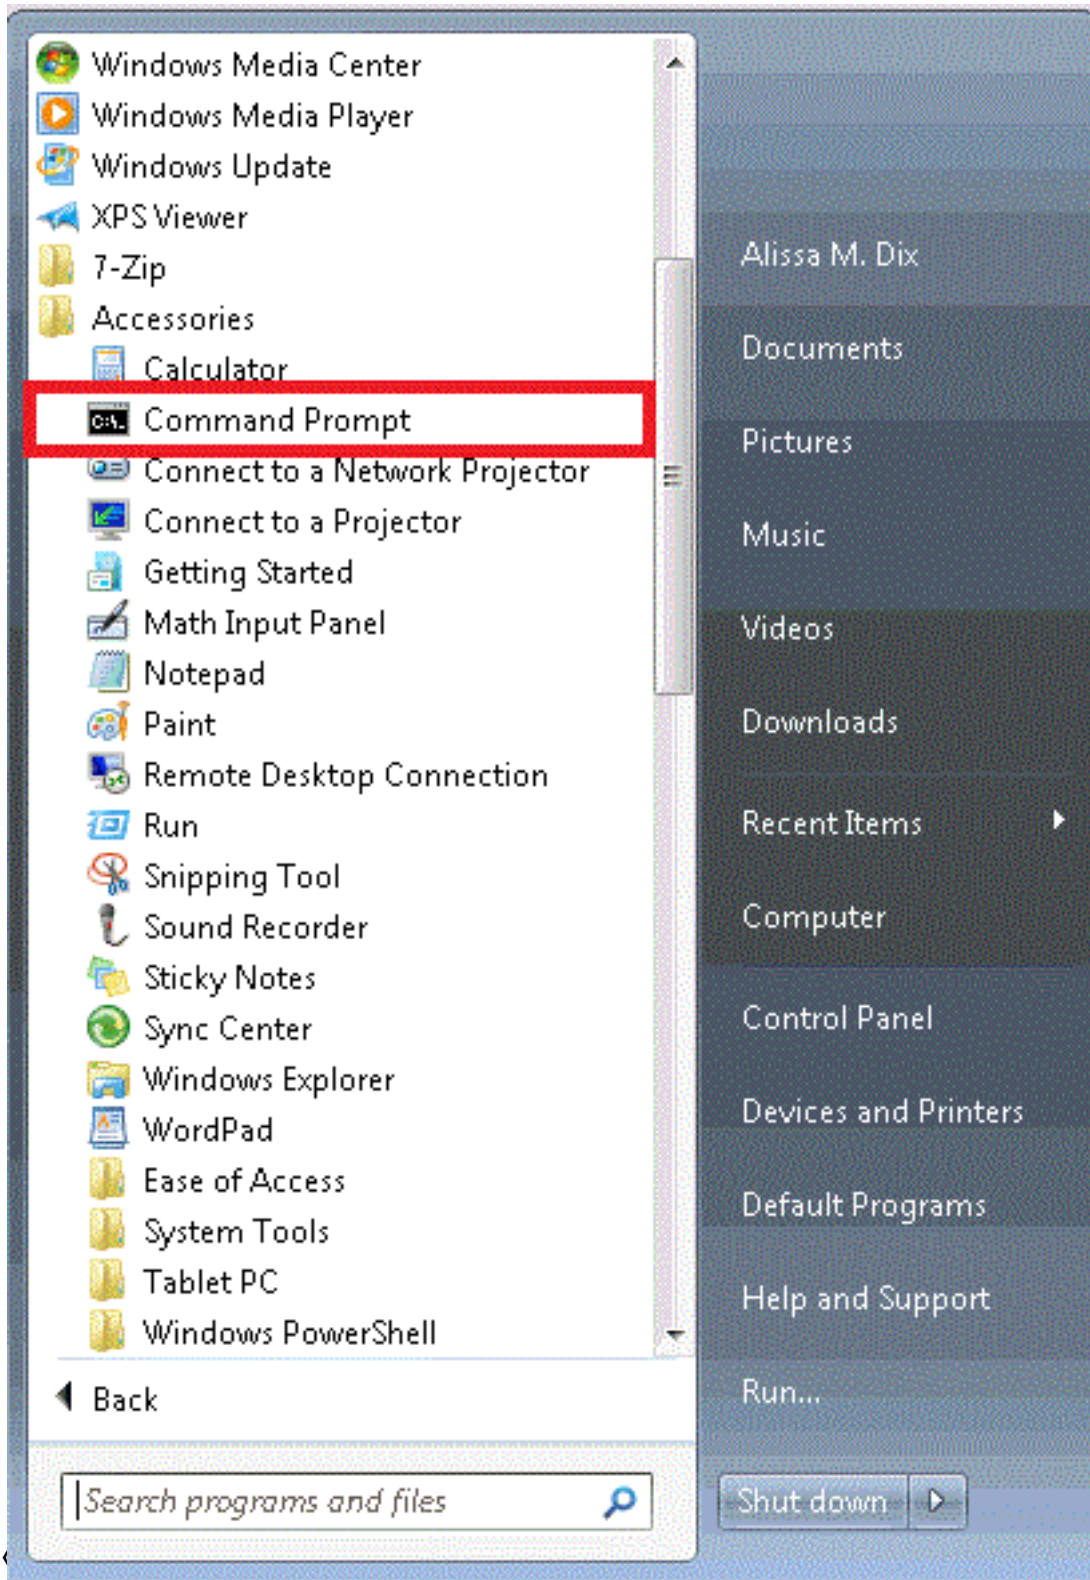 Windows Media Center
Windows Media Player
Windows Update
XPS Viewer
7-Zip
Accessories
Calculator
Command Prompt
Connect to a Network Projector
Connect to a Projector
Getting Started
Math Input Panel
Notepad
Paint
Remote Desktop Connection
Run
Snipping Tool
Sound Recorder
Sticky Notes
Sync Center
Windows Explorer
WordPad
Ease of Access
System Tools
Tablet PC
Windows PowerShell
Back
Search programs and files
Alissa M. Dix
Documents
Pictures
Music
Videos
Downloads
Recent Items
Computer
Control Panel
Devices and Printers
Default Programs
Help and Support
Run...
Shut down